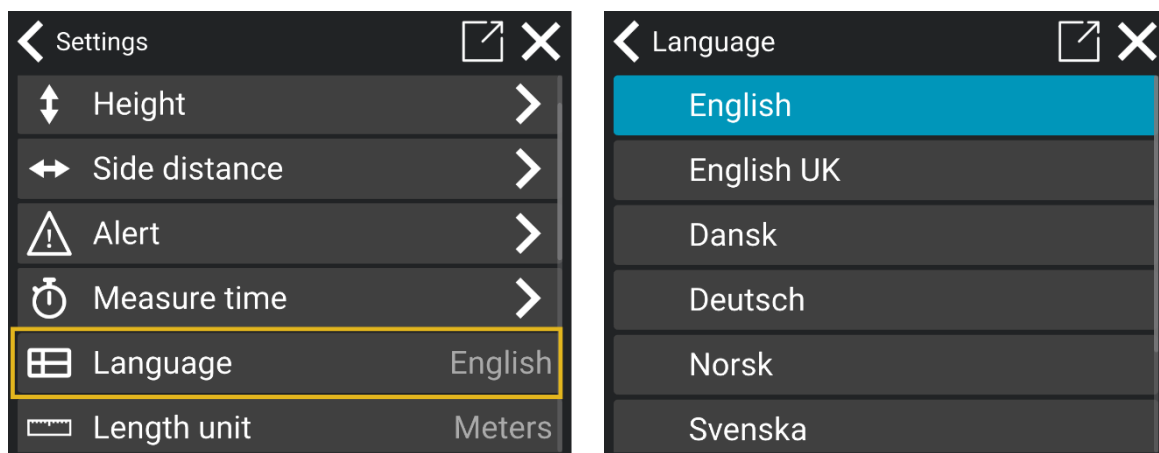 Settings
Height
Side distance
Alert
Measure time
Language English
Length unit Meters
Language
English
English UK
Dansk
Deutsch
Norsk
Svenska